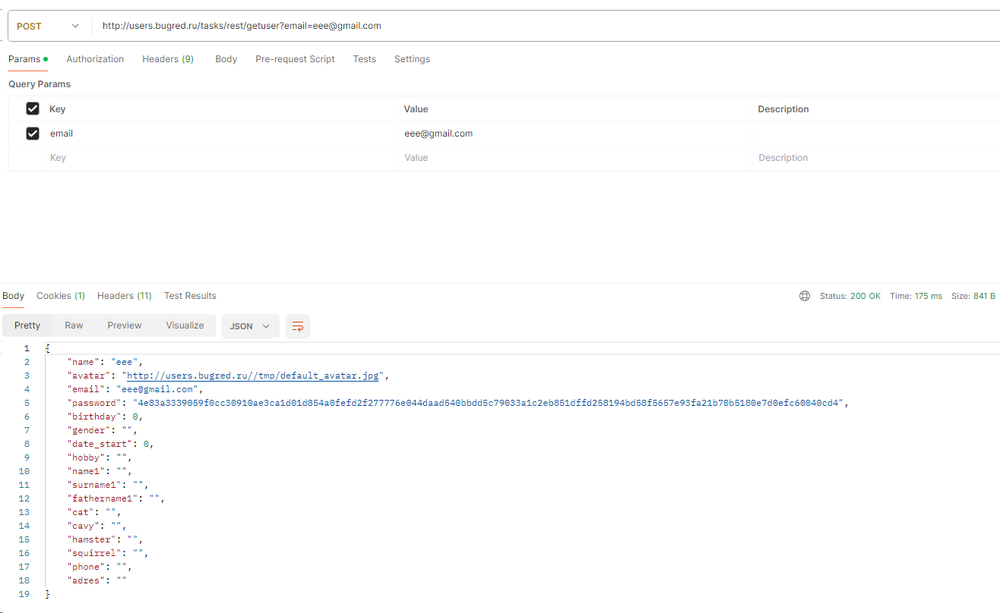 POST http://users.bugred.ru/tasks/rest/getuser?email=eee@gmail.com
Params Authorization Headers (9) Body Pre-request Script Tests Settings
Query Params
Key Value Description
email eee@gmail.com
Key Value Description
Body Cookies (1) Headers (11) Test Results Status: 200 OK Time: 175 ms Size: 841 B
Pretty Raw Preview Visualize JSON
1 {
2 "name": "eee",
3 "avatar": "http://users.bugred.ru//tmp/default_avatar.jpg",
4 "email": "eee@gmail.com",
5 "password": "4e83a3339059f0cc30910ae3ca1d01d854a0fefd2f277776e044daad540bbdd5c79033a1c2eb851dffd258194bd58f5657e93fa21b70b5180e7d0efc60040cd4",
6 "birthday": 0,
7 "gender": "",
8 "date_start": 0,
9 "hobby": "",
10 "name1": "",
11 "surname1": "",
12 "fathername1": "",
13 "cat": "",
14 "cavy": "",
15 "hamster": "",
16 "squirrel": "",
17 "phone": "",
18 "adres": ""
19 }